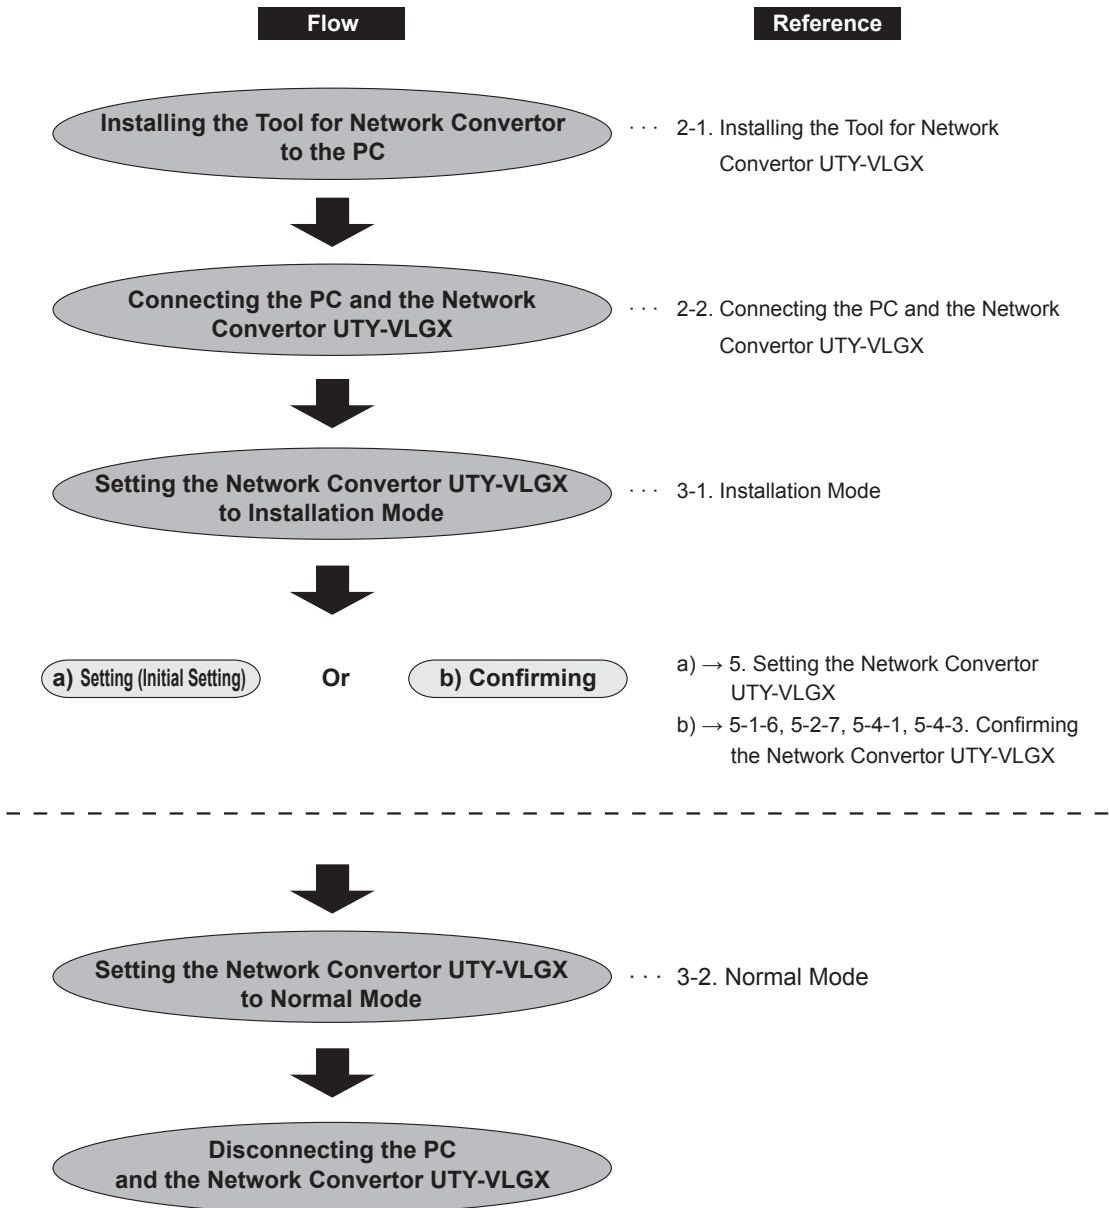 Flow
Reference
Installing the Tool for Network Convertor
to the PC
· · · 2-1. Installing the Tool for Network
Convertor UTY-VLGX
Connecting the PC and the Network
Convertor UTY-VLGX
· · · 2-2. Connecting the PC and the Network
Convertor UTY-VLGX
Setting the Network Convertor UTY-VLGX
to Installation Mode
· · · 3-1. Installation Mode
a) Setting (Initial Setting)
Or
b) Confirming
a) → 5. Setting the Network Convertor
UTY-VLGX
b) → 5-1-6, 5-2-7, 5-4-1, 5-4-3. Confirming
the Network Convertor UTY-VLGX
Setting the Network Convertor UTY-VLGX
to Normal Mode
· · · 3-2. Normal Mode
Disconnecting the PC
and the Network Convertor UTY-VLGX